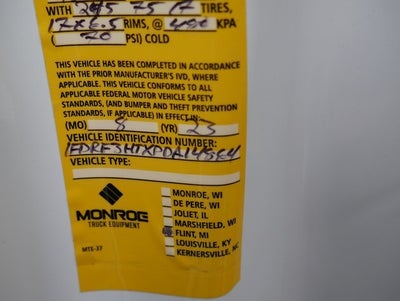 WITH 245 75 17 TIRES,
17x6.5 RIMS, @ KPA
(70 PSI) COLD
THIS VEHICLE HAS BEEN COMPLETED IN ACCORDANCE
WITH THE PRIOR MANUFACTURER'S IVD, WHERE
APPLICABLE. THIS VEHICLE CONFORMS TO ALL
APPLICABLE FEDERAL MOTOR VEHICLE SAFETY
STANDARDS, (AND BUMPER AND THEFT PREVENTION
STANDARDS, IF APPLICABLE) IN EFFECT IN:
(MO) 8 (YR) 23
VEHICLE IDENTIFICATION NUMBER:
VEHICLE TYPE:
MONROE
TRUCK EQUIPMENT
MTE-37
MONROE, WI
DE PERE, WI
JOLIET, IL
MARSHFIELD, WI
FLINT, MI
LOUISVILLE, KY
KERNERSVILLE, NC